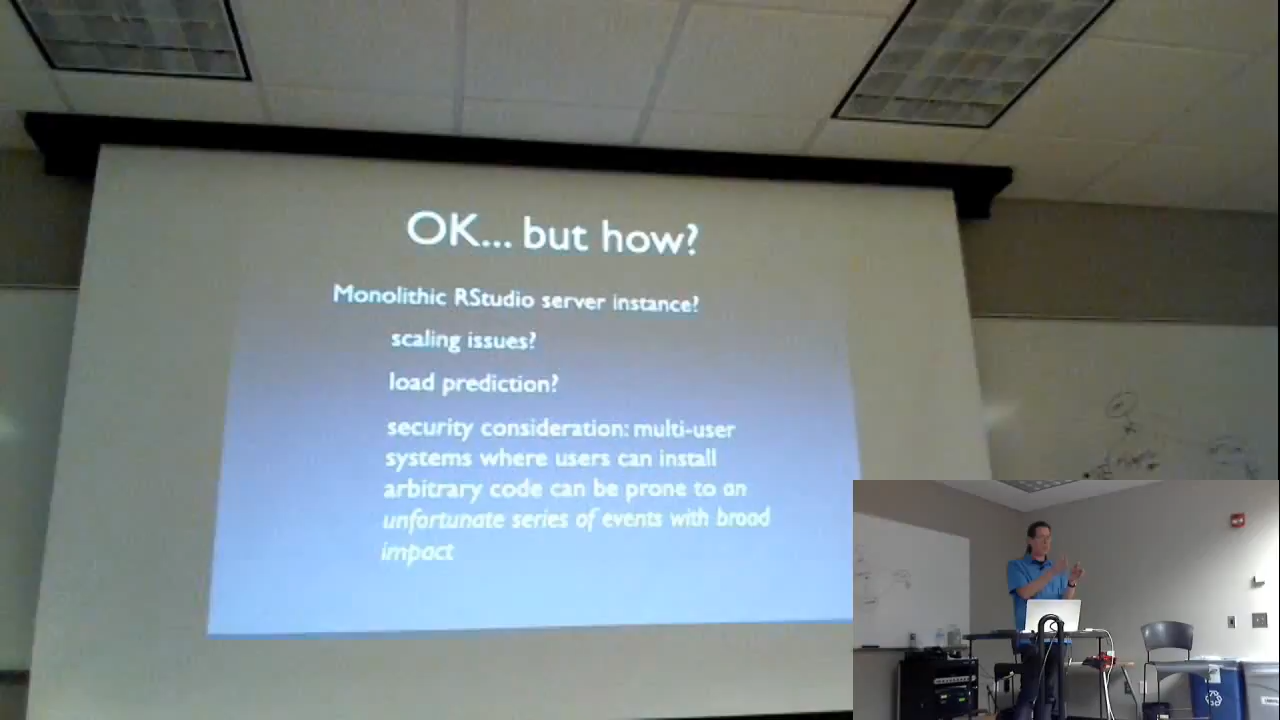 OK... but how?
Monolithic RStudio server instance?
scaling issues?
load prediction?
security consideration: multi-user
systems where users can install
arbitrary code can be prone to an
unfortunate series of events with broad
impact